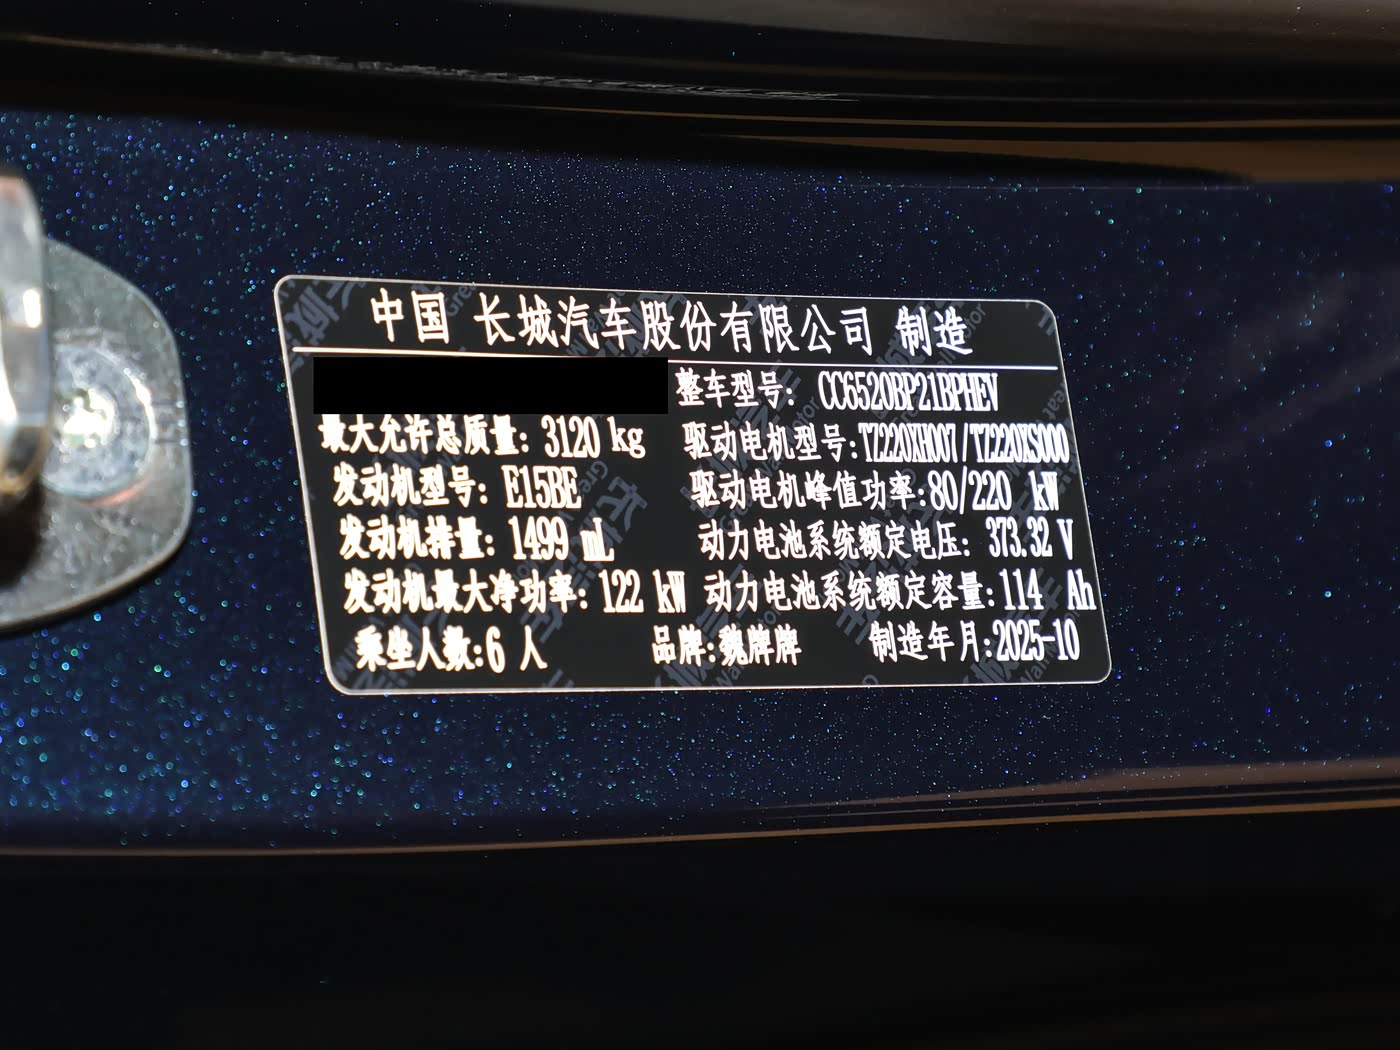 中国 长城汽车股份有限公司 制造
整车型号: CC6520BP21BPHEV
最大允许总质量: 3120 kg 驱动电机型号:TZ220XH007/TZ220XS000
发动机型号: E15BE 驱动电机峰值功率:80/220 kW
发动机排量: 1499 mL 动力电池系统额定电压: 373.32 V
发动机最大净功率: 122 kW 动力电池系统额定容量:114 Ah
乘坐人数:6 人 品牌:魏牌牌 制造年月:2025-10